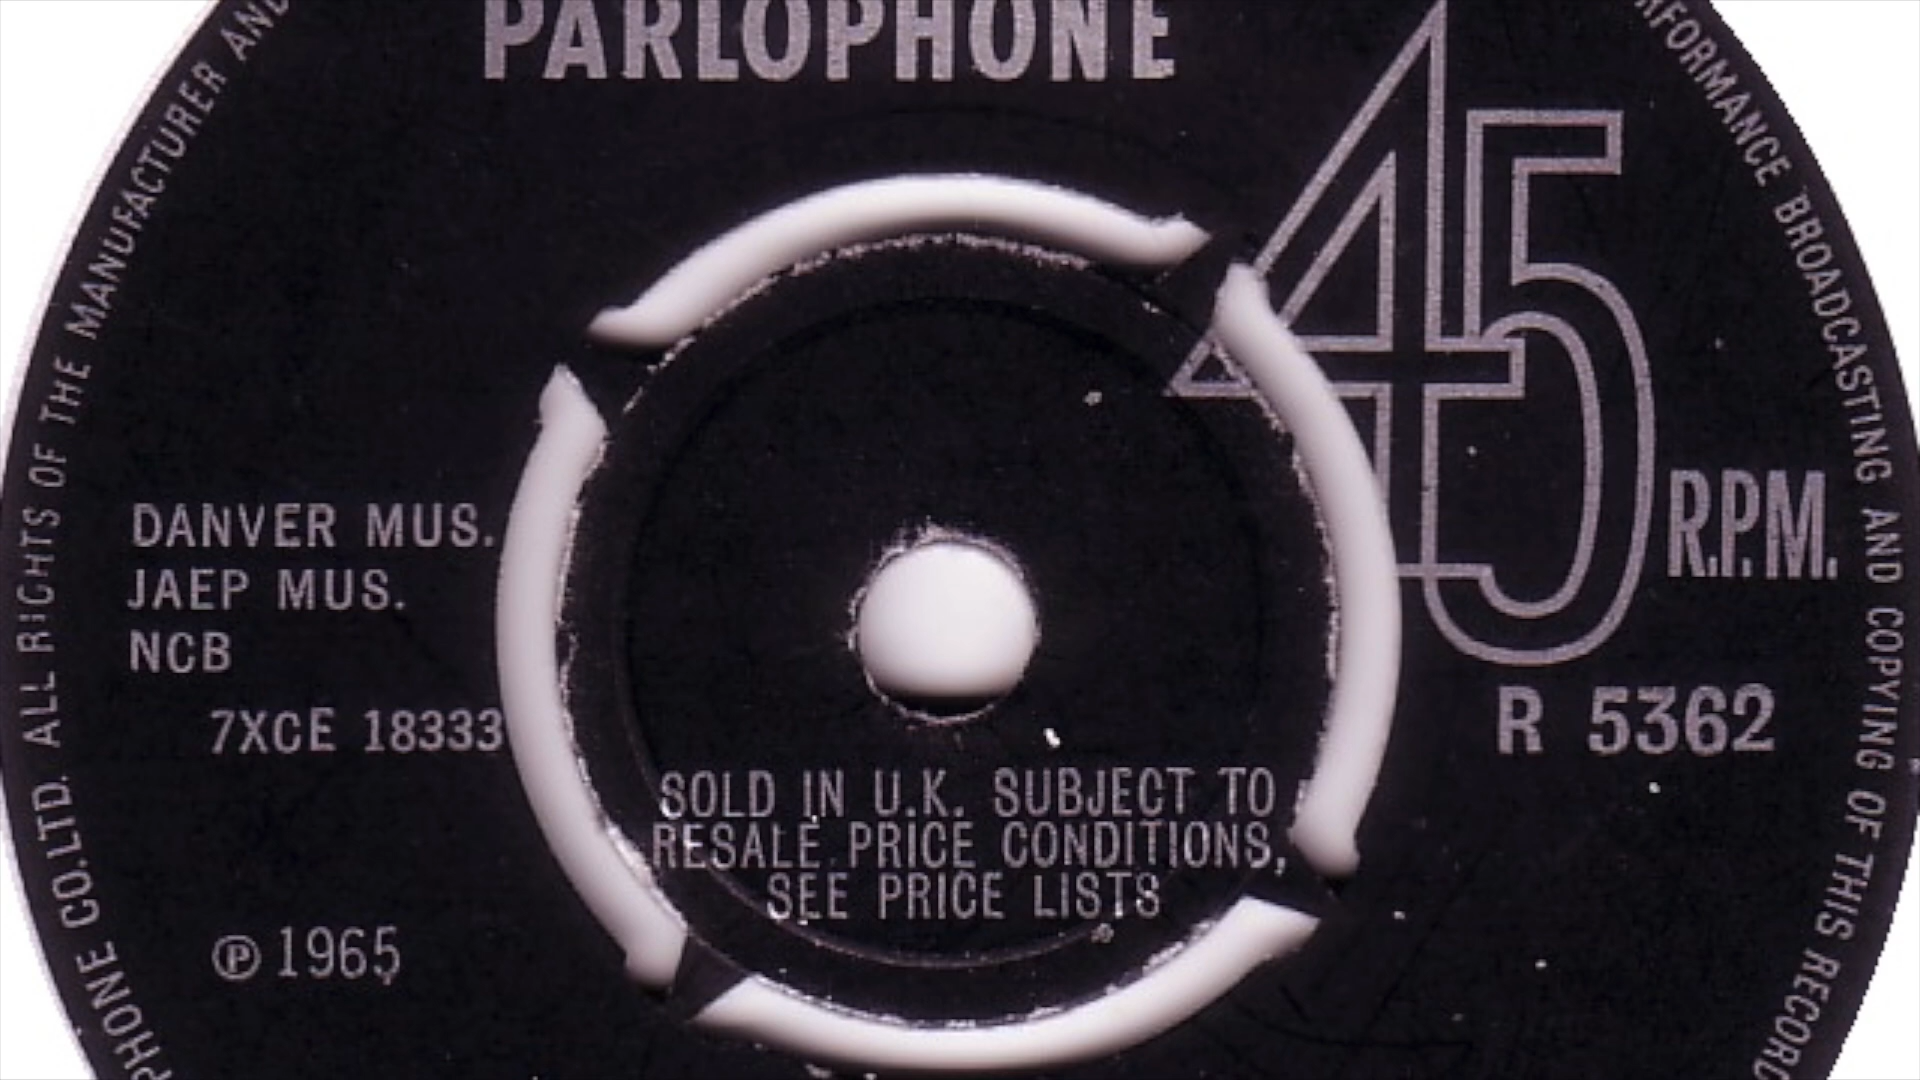 PARLOPHONE
45
R.P.M.
DANVER MUS.
JAEP MUS.
NCB
7XCE 18333
R 5362
SOLD IN U.K. SUBJECT TO
RESALE PRICE CONDITIONS,
SEE PRICE LISTS
Ⓟ 1965
PHONE CO.LTD. ALL RIGHTS OF THE MANUFACTURER AND
RFORMANCE BROADCASTING AND COPYING OF THIS RECORD